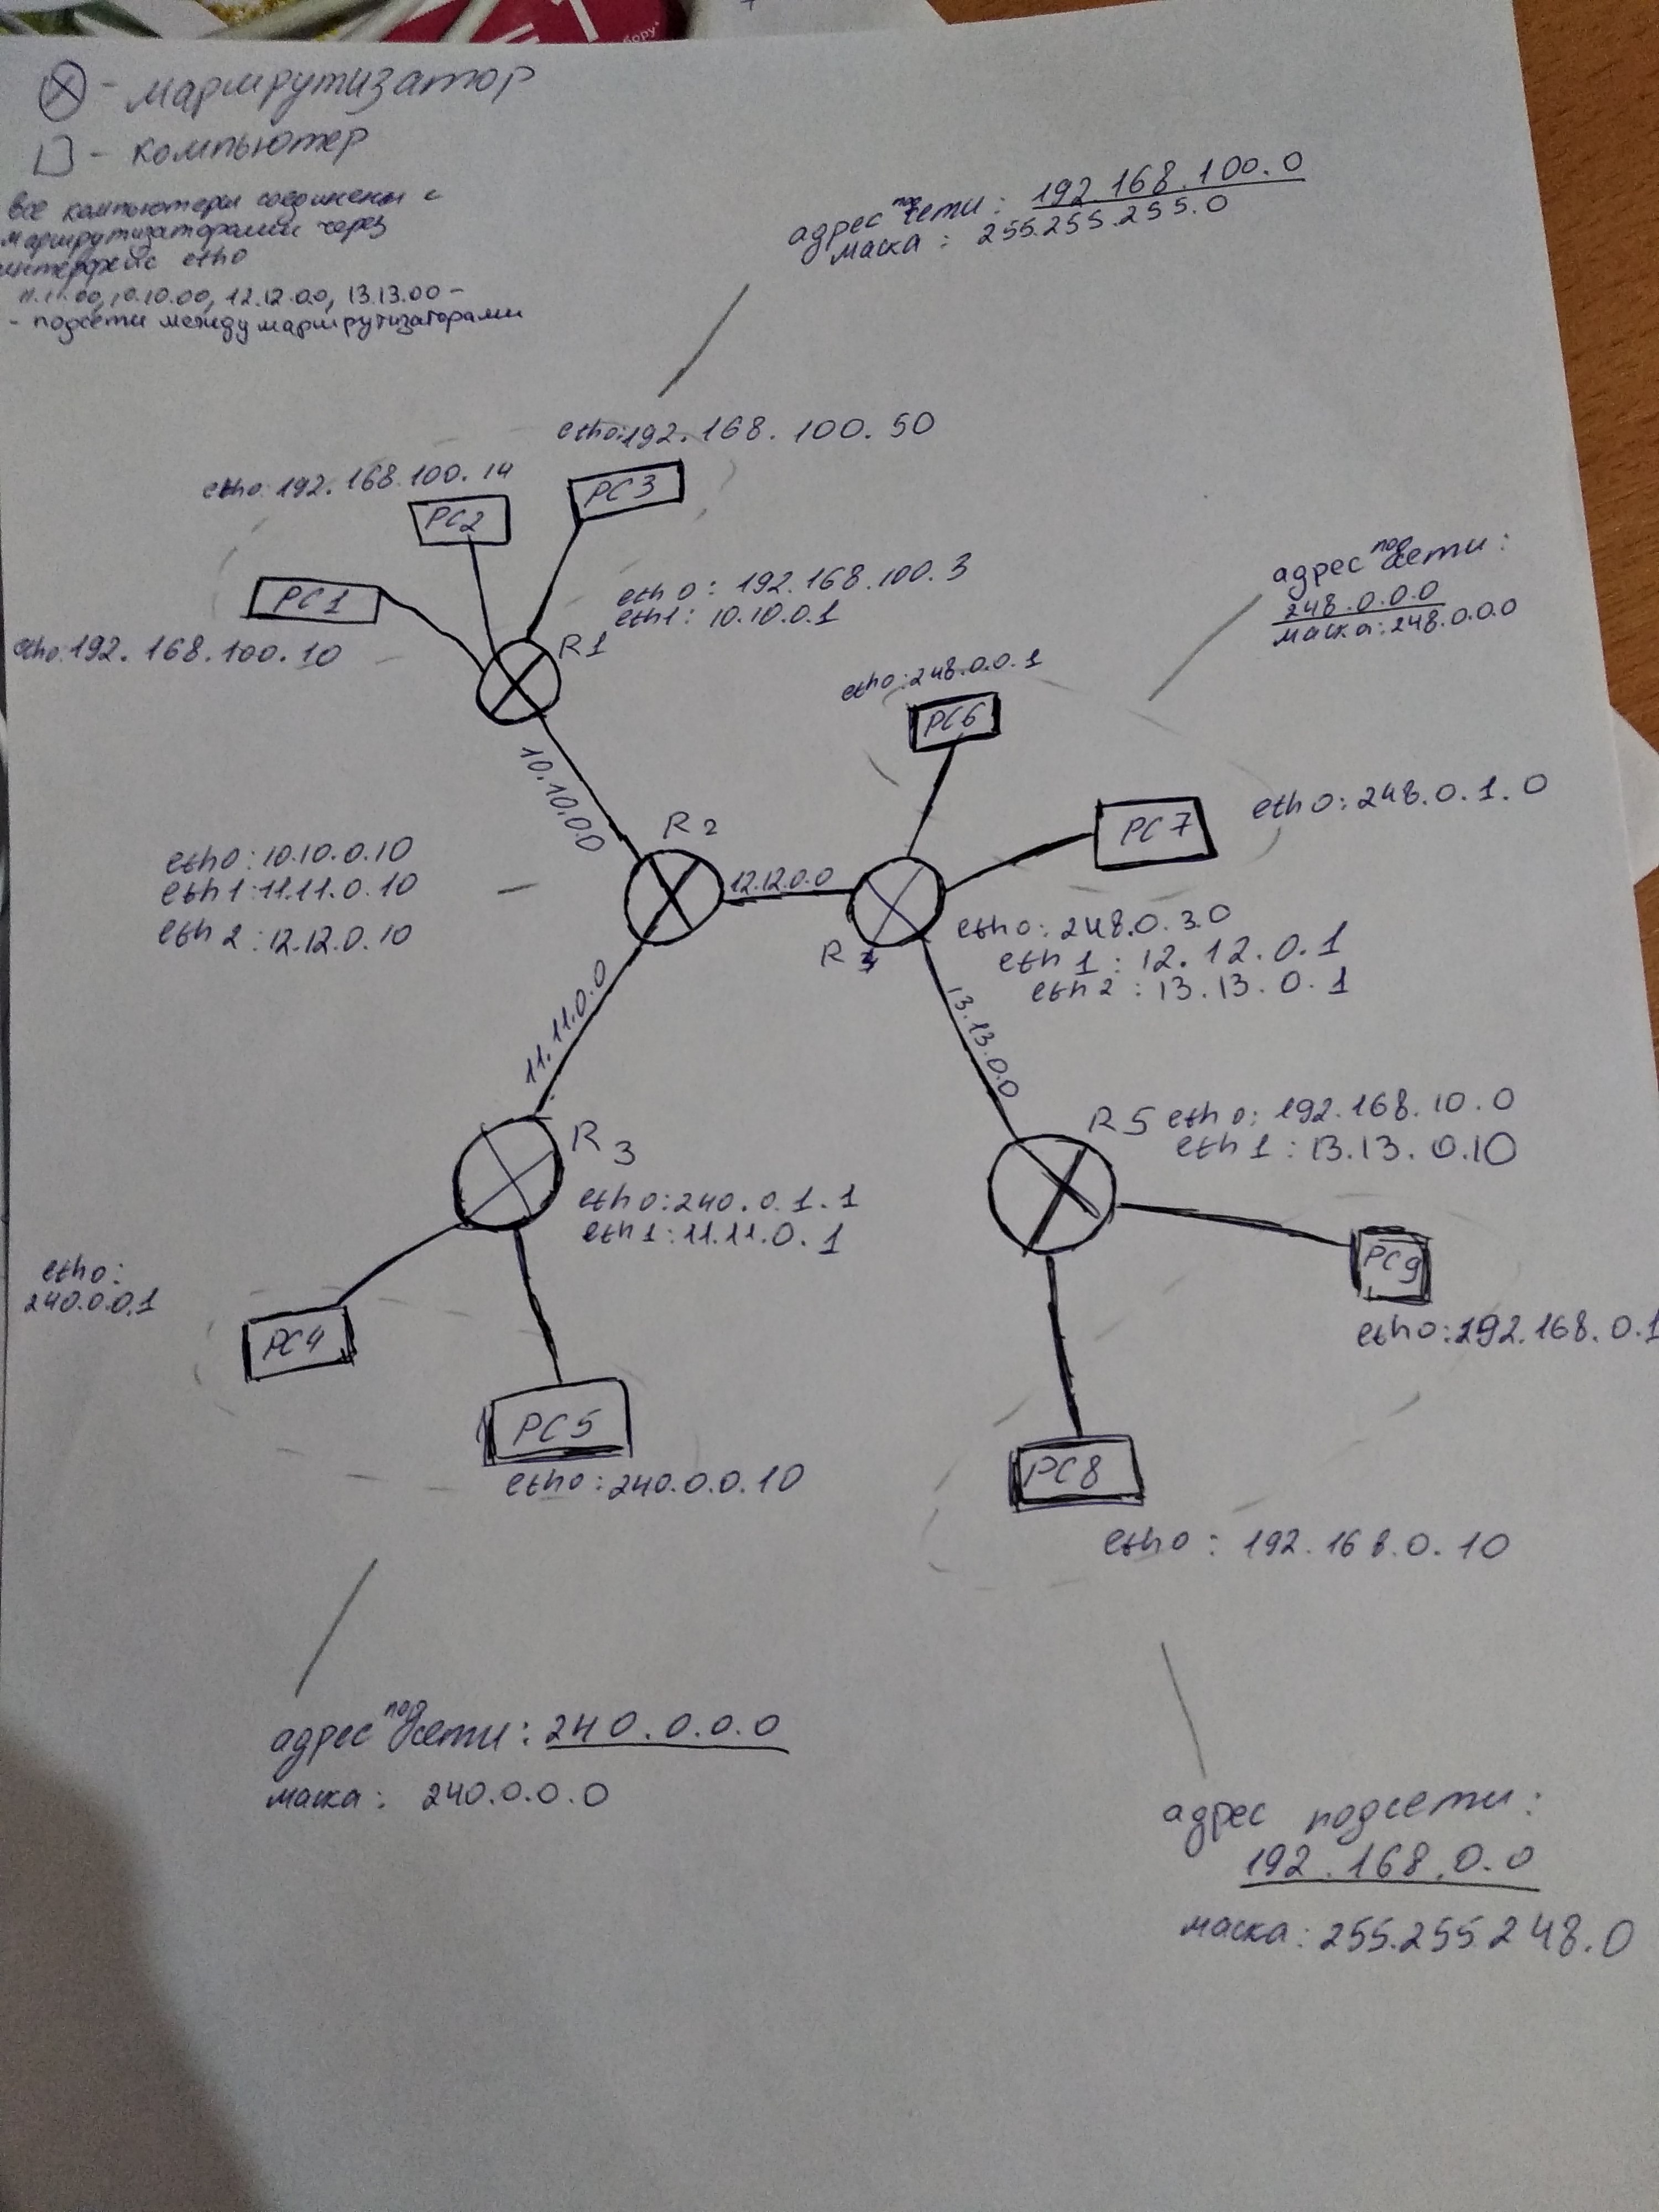 бору.
- маршрутизатор
- компьютер
Все компьютеры соединены с
маршрутизаторами через
интерфейс eth0
11.11.00, 10.10.00, 12.12.0.0, 13.13.00 -
- подсети между маршрутизаторами
адрес подсети: 192.168.100.0
маска: 255.255.255.0
eth0:192.168.100.50
eth0:192.168.100.14
PC3
PC2
PC1
eth0:192.168.100.10
eth0: 192.168.100.3
eth1: 10.10.0.1
R1
адрес подсети:
248.0.0.0
маска: 248.0.0.0
eth0:248.0.0.1
PC6
10.10.0.0
eth0:248.0.1.0
PC7
R2
eth0:10.10.0.10
eth1:11.11.0.10
eth2:12.12.0.10
12.12.0.0
R4
eth0: 248.0.3.0
eth1: 12.12.0.1
eth2: 13.13.0.1
11.11.0.0
13.13.0.0
R3
eth0:240.0.1.1
eth1:11.11.0.1
R5 eth0: 192.168.10.0
eth1: 13.13.0.10
eth0:
240.0.0.1
PC4
PC9
eth0:192.168.0.1
PC5
eth0:240.0.0.10
PC8
eth0: 192.168.0.10
адрес подсети: 240.0.0.0
маска: 240.0.0.0
адрес подсети:
192.168.0.0
маска: 255.255.248.0